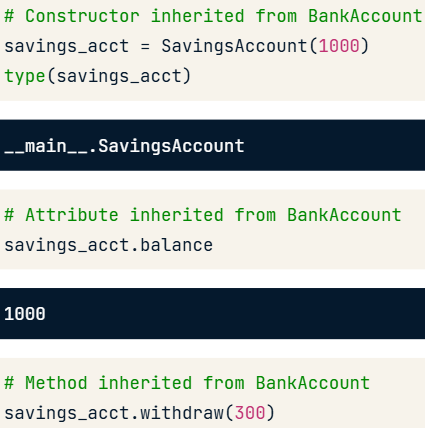 # Constructor inherited from BankAccount
savings_acct = SavingsAccount(1000)
type(savings_acct)
__main__.SavingsAccount
# Attribute inherited from BankAccount
savings_acct.balance
1000
# Method inherited from BankAccount
savings_acct.withdraw(300)